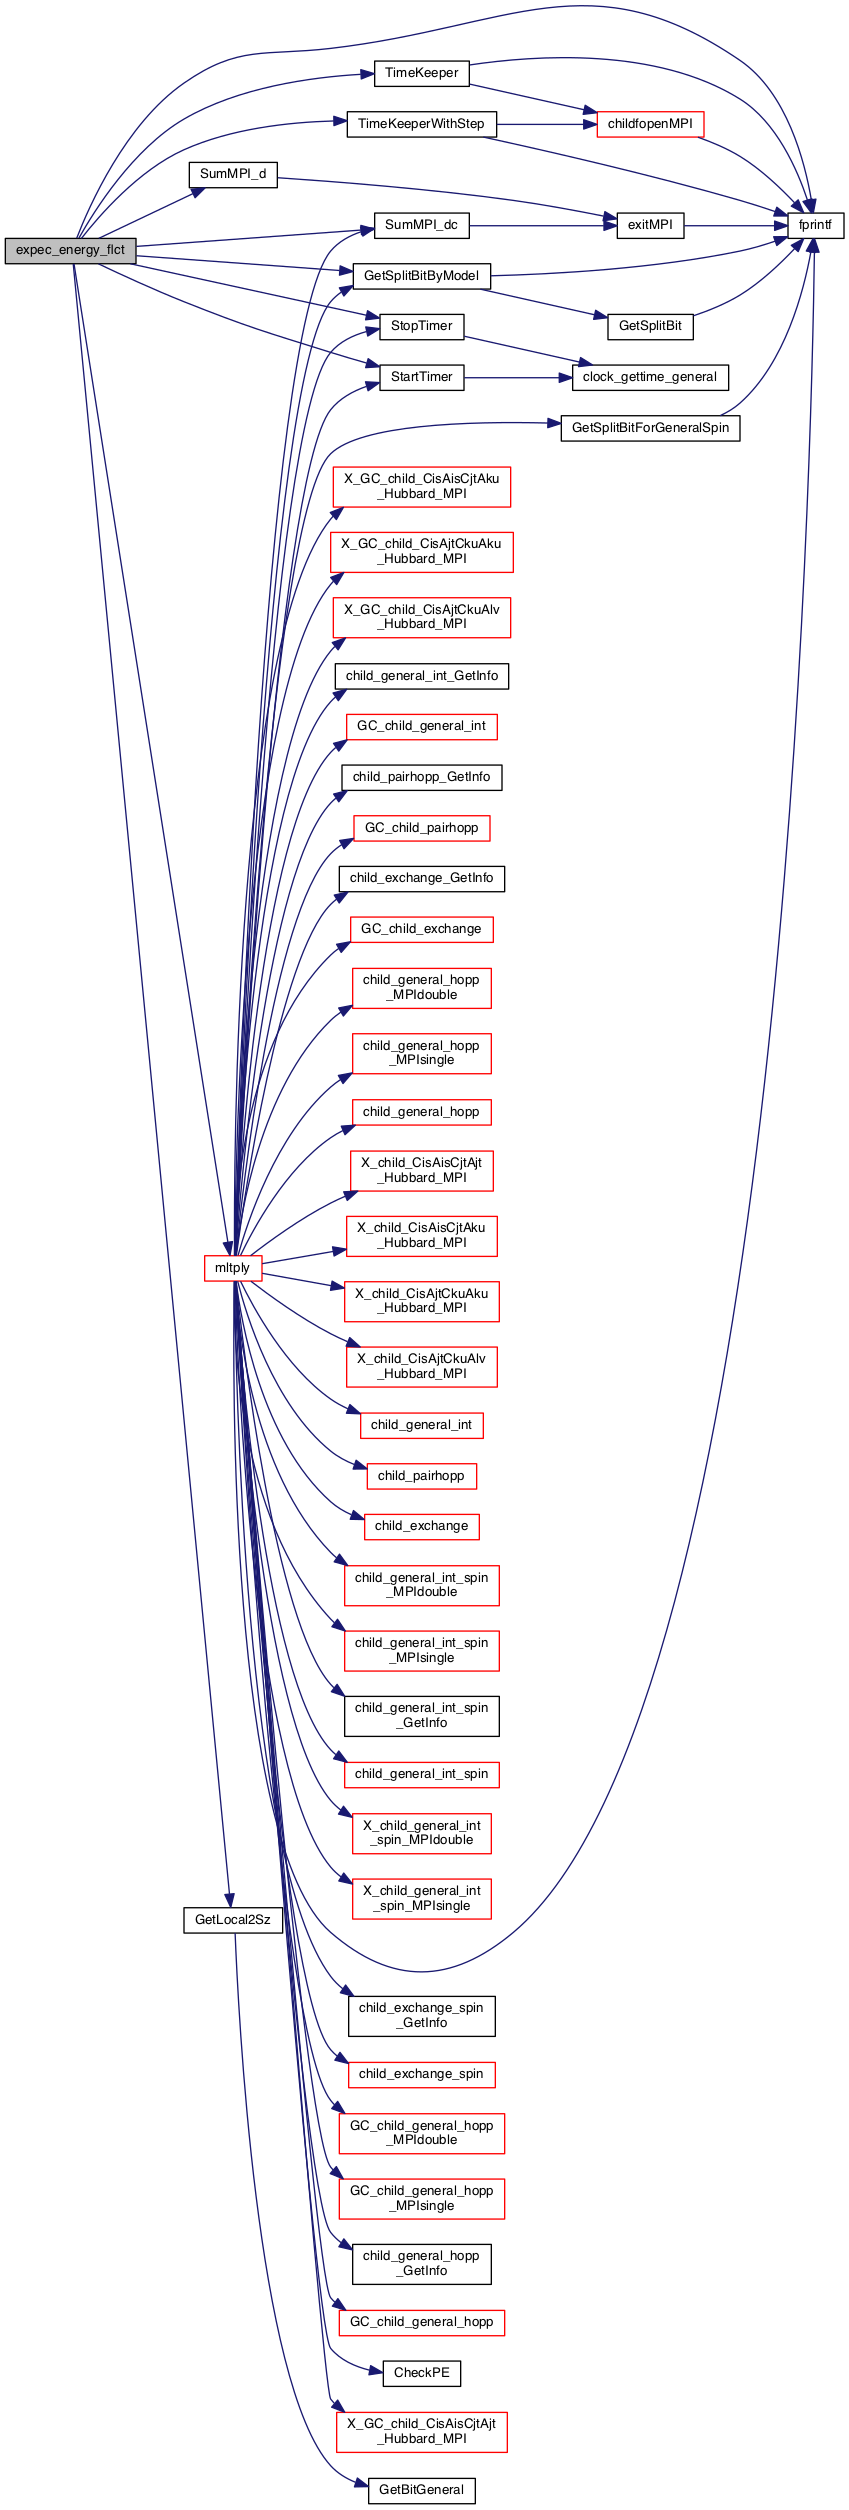 TimeKeeper
childfopenMPI
TimeKeeperWithStep
SumMPI_d
SumMPI_dc
exitMPI
fprintf
expec_energy_flct
GetSplitBitByModel
StopTimer
GetSplitBit
StartTimer
clock_gettime_general
GetSplitBitForGeneralSpin
X_GC_child_CisAisCjtAku
_Hubbard_MPI
X_GC_child_CisAjtCkuAku
_Hubbard_MPI
X_GC_child_CisAjtCkuAlv
_Hubbard_MPI
child_general_int_GetInfo
GC_child_general_int
child_pairhopp_GetInfo
GC_child_pairhopp
child_exchange_GetInfo
GC_child_exchange
child_general_hopp
_MPIdouble
child_general_hopp
_MPIsingle
child_general_hopp
X_child_CisAisCjtAjt
_Hubbard_MPI
X_child_CisAisCjtAku
_Hubbard_MPI
mltply
X_child_CisAjtCkuAku
_Hubbard_MPI
X_child_CisAjtCkuAlv
_Hubbard_MPI
child_general_int
child_pairhopp
child_exchange
child_general_int_spin
_MPIdouble
child_general_int_spin
_MPIsingle
child_general_int_spin
_GetInfo
child_general_int_spin
X_child_general_int
_spin_MPIdouble
X_child_general_int
_spin_MPIsingle
GetLocal2Sz
child_exchange_spin
_GetInfo
child_exchange_spin
GC_child_general_hopp
_MPIdouble
GC_child_general_hopp
_MPIsingle
child_general_hopp
_GetInfo
GC_child_general_hopp
CheckPE
X_GC_child_CisAisCjtAjt
_Hubbard_MPI
GetBitGeneral